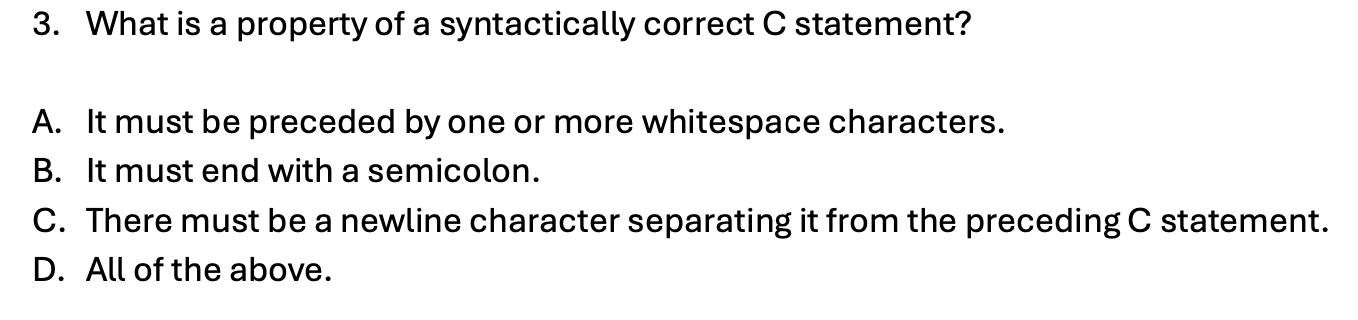 3. What is a property of a syntactically correct C statement?
A. It must be preceded by one or more whitespace characters.
B. It must end with a semicolon.
C. There must be a newline character separating it from the preceding C statement.
D. All of the above.